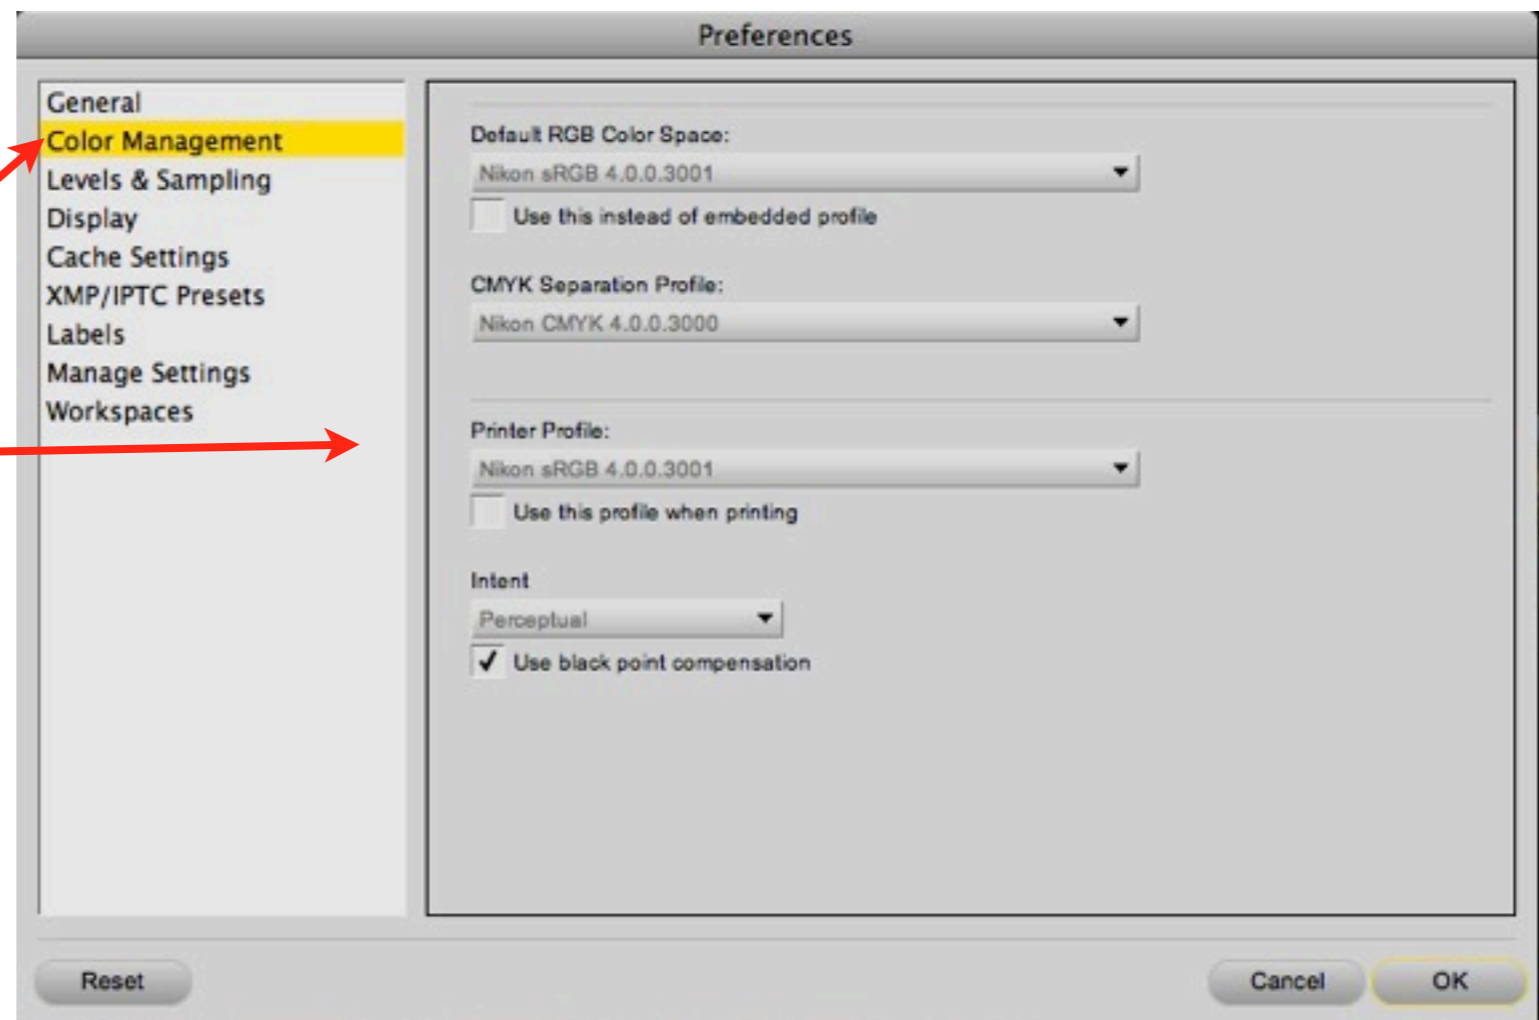 Preferences
General
Color Management
Levels & Sampling
Display
Cache Settings
XMP/IPTC Presets
Labels
Manage Settings
Workspaces
Default RGB Color Space:
Nikon sRGB 4.0.0.3001
Use this instead of embedded profile
CMYK Separation Profile:
Nikon CMYK 4.0.0.3000
Printer Profile:
Nikon sRGB 4.0.0.3001
Use this profile when printing
Intent
Perceptual
Use black point compensation
Reset
Cancel
OK